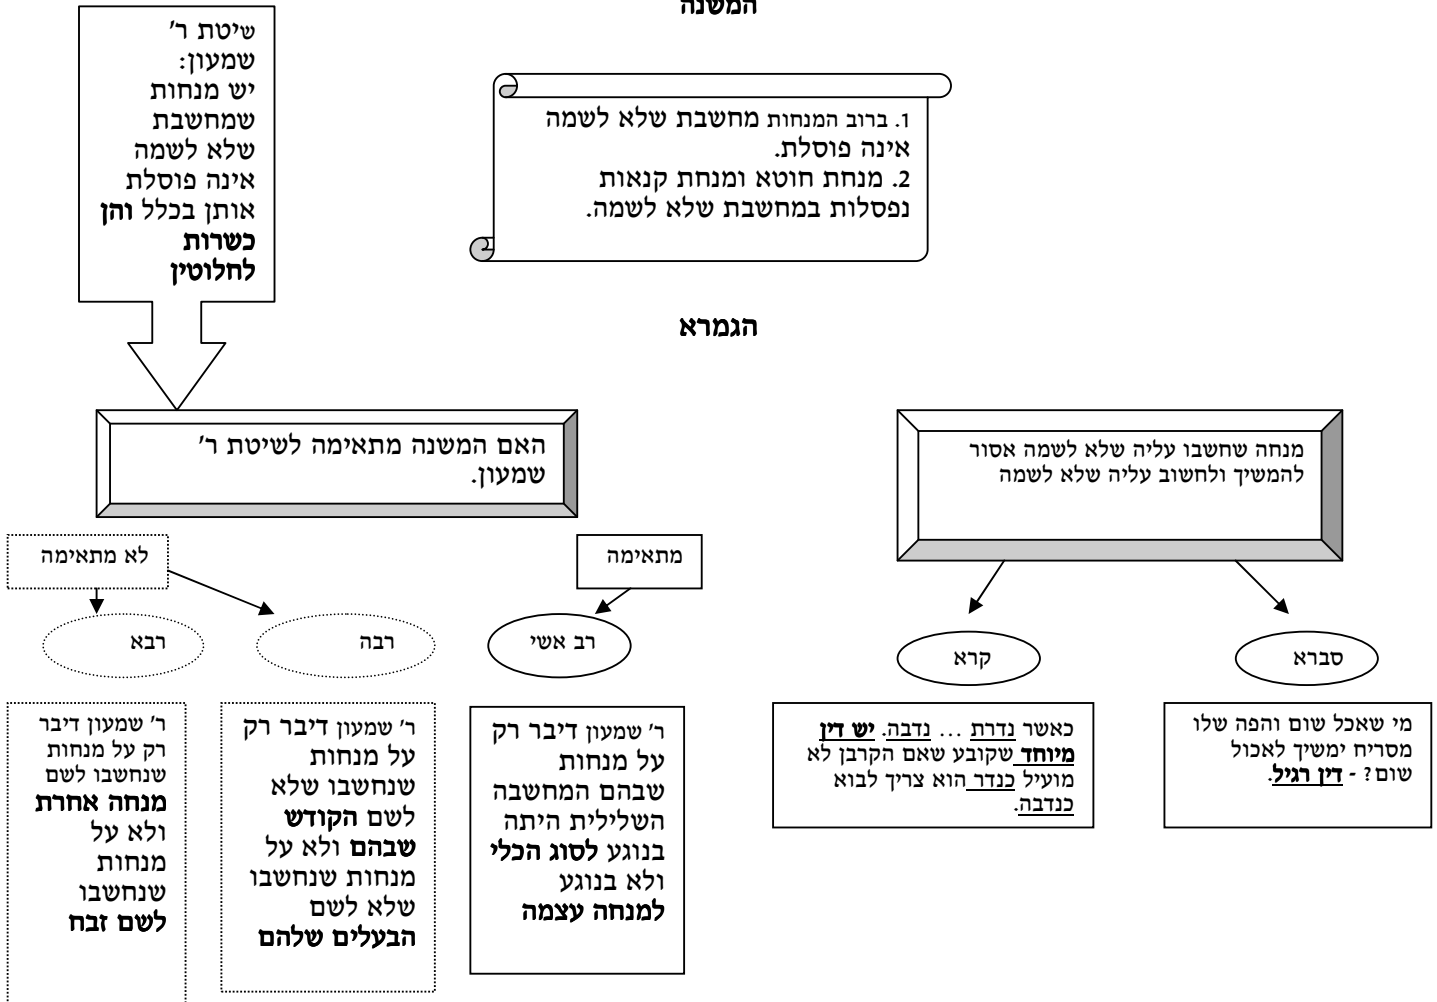 המשנה
שיטת ר'
שמעון:
יש מנחות
שמחשבת
שלא לשמה
אינה פוסלת
אותן בכלל והן
כשרות
לחלוטין
1. ברוב המנחות מחשבת שלא לשמה
אינה פוסלת.
2. מנחת חוטא ומנחת קנאות
נפסלות במחשבת שלא לשמה.
הגמרא
מנחה שחשבו עליה שלא לשמה אסור
להמשיך ולחשוב עליה שלא לשמה
סברא
קרא
מי שאכל שום והפה שלו
מסריח ימשיך לאכול
שום? - דין רגיל.
כאשר נדרת ... נדבה. יש דין
מיוחד שקובע שאם הקרבן לא
מועיל כנדר הוא צריך לבוא
כנדבה.
האם המשנה מתאימה לשיטת ר'
שמעון.
מתאימה
לא מתאימה
רב אשי
רבה
רבא
ר' שמעון דיבר רק
על מנחות
שבהם המחשבה
השלילית היתה
בנוגע לסוג הכלי
ולא בנוגע
למנחה עצמה
ר' שמעון דיבר רק
על מנחות
שנחשבו שלא
לשם הקודש
שבהם ולא על
מנחות שנחשבו
שלא לשם
הבעלים שלהם
ר' שמעון דיבר
רק על מנחות
שנחשבו לשם
מנחה אחרת
ולא על
מנחות
שנחשבו
לשם זבח